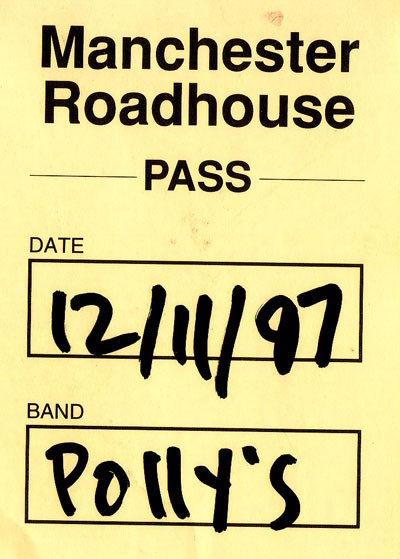 Manchester
Roadhouse
PASS
DATE
12/11/97
BAND
Polly's